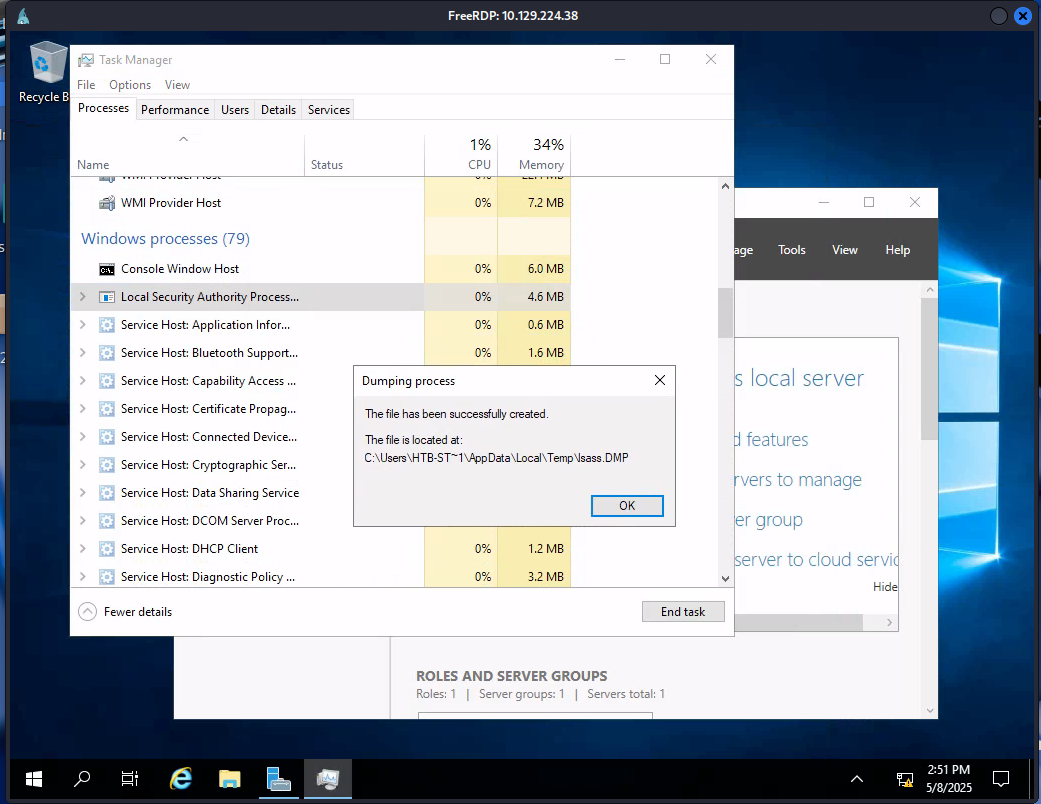 FreeRDP: 10.129.224.38
Recycle B
Task Manager
File Options View
Processes Performance Users Details Services
1% 34%
Name Status CPU Memory
WMI Provider Host 0%
WMI Provider Host 0% 7.2 MB
Windows processes (79)
Console Window Host 0% 6.0 MB
Local Security Authority Process... 0% 4.6 MB
Service Host: Application Infor... 0% 0.6 MB
Service Host: Bluetooth Support... 0% 1.6 MB
Service Host: Capability Access ...
Service Host: Certificate Propag...
Service Host: Connected Device...
Service Host: Cryptographic Ser...
Service Host: Data Sharing Service
Service Host: DCOM Server Proc...
Service Host: DHCP Client 0% 1.2 MB
Service Host: Diagnostic Policy ... 0% 3.2 MB
Fewer details
End task
Dumping process
The file has been successfully created.
The file is located at:
C:\Users\HTB-ST~1\AppData\Local\Temp\lsass.DMP
OK
age Tools View Help
s local server
d features
rvers to manage
er group
server to cloud servic
Hide
ROLES AND SERVER GROUPS
Roles: 1 | Server groups: 1 | Servers total: 1
2:51 PM
5/8/2025